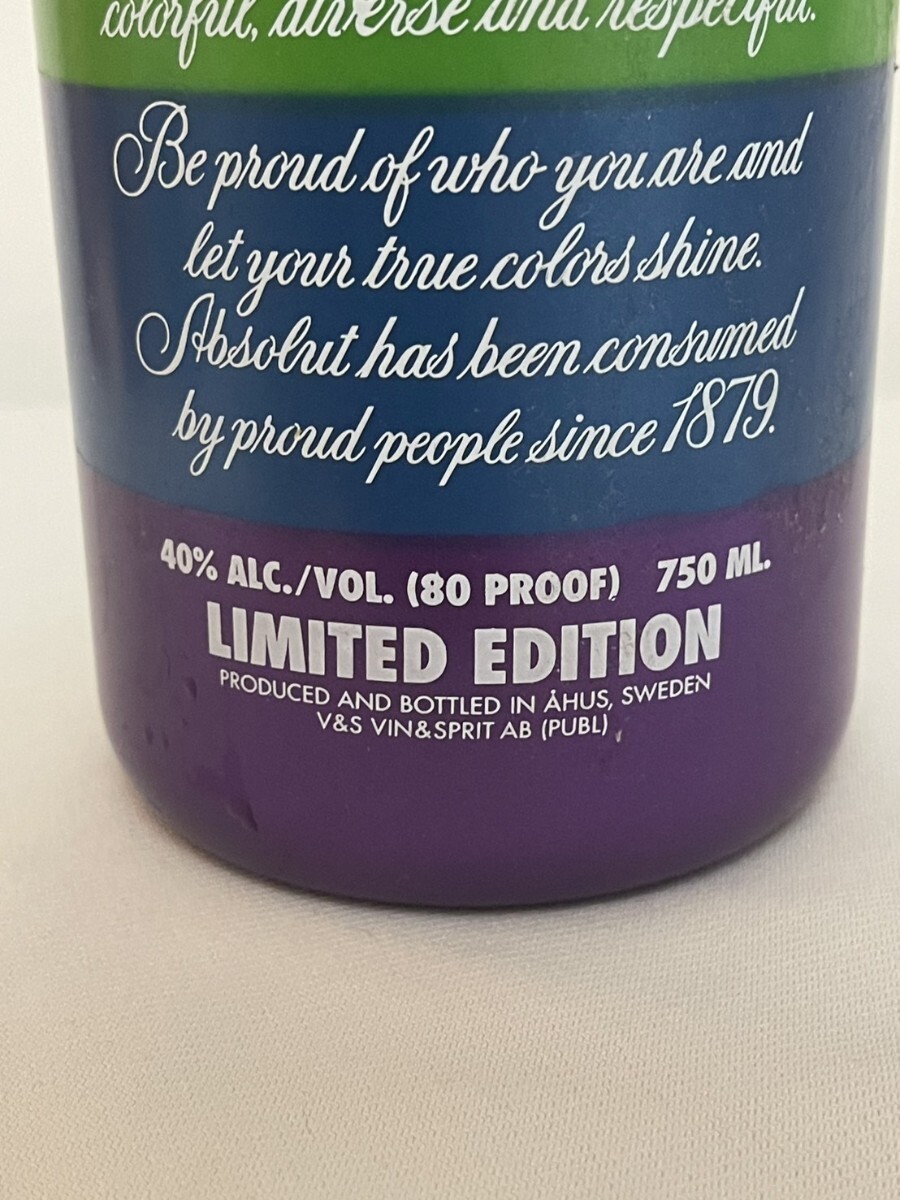 colorful, diverse and respectful.
Be proud of who you are and
let your true colors shine.
Absolut has been consumed
by proud people since 1879.
40% ALC./VOL. (80 PROOF) 750 ML.
LIMITED EDITION
PRODUCED AND BOTTLED IN ÅHUS, SWEDEN
V&S VIN&SPRIT AB (PUBL)